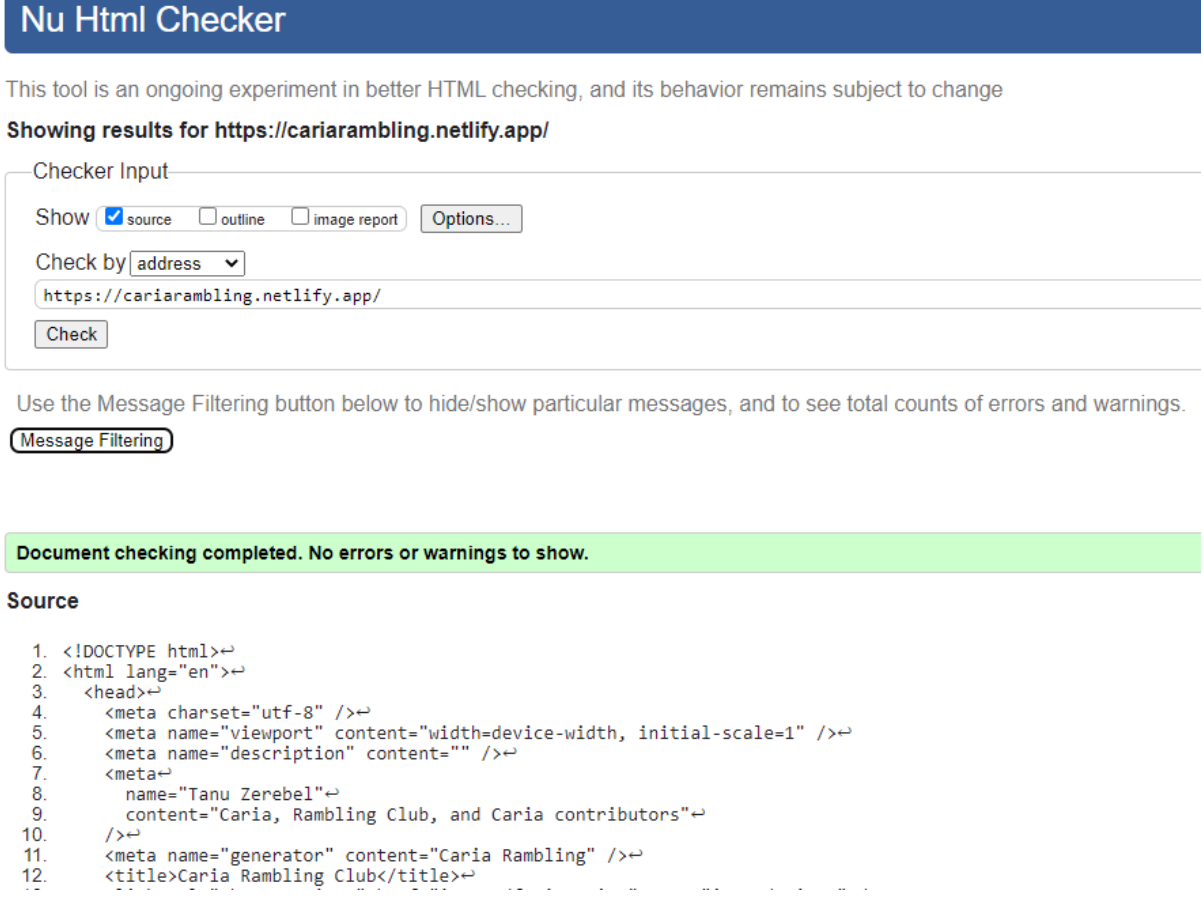 Nu Html Checker
This tool is an ongoing experiment in better HTML checking, and its behavior remains subject to change
Showing results for https://cariarambling.netlify.app/
Checker Input
Show source outline image report Options...
Check by address
https://cariarambling.netlify.app/
Check
Use the Message Filtering button below to hide/show particular messages, and to see total counts of errors and warnings.
Message Filtering
Document checking completed. No errors or warnings to show.
Source
1. <!DOCTYPE html>↩
2. <html lang="en">↩
3. <head>↩
4. <meta charset="utf-8" />↩
5. <meta name="viewport" content="width=device-width, initial-scale=1" />↩
6. <meta name="description" content="" />↩
7. <meta↩
8. name="Tanu Zerebel"↩
9. content="Caria, Rambling Club, and Caria contributors"↩
10. />↩
11. <meta name="generator" content="Caria Rambling" />↩
12. <title>Caria Rambling Club</title>↩